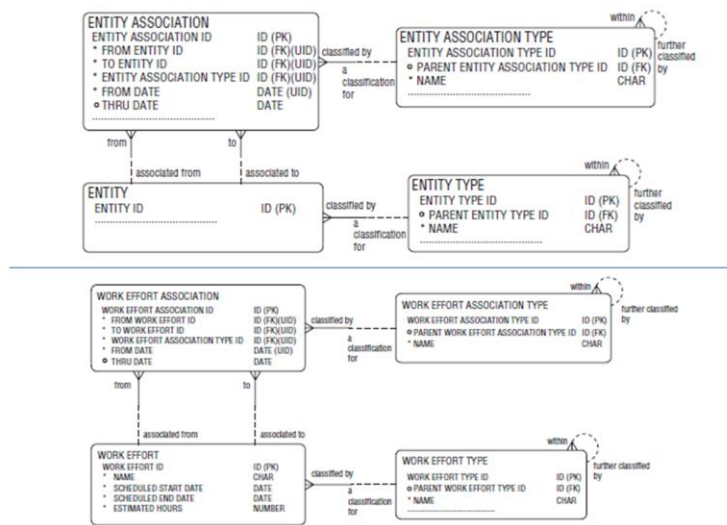 ENTITY ASSOCIATION
ENTITY ASSOCIATION ID ID (PK)
* FROM ENTITY ID ID (FK)(UID)
* TO ENTITY ID ID (FK)(UID)
* ENTITY ASSOCIATION TYPE ID ID (FK)(UID)
* FROM DATE DATE (UID)
o THRU DATE DATE
classified by
a
classification
for
within
further
classified
by
ENTITY ASSOCIATION TYPE
ENTITY ASSOCIATION TYPE ID ID (PK)
o PARENT ENTITY ASSOCIATION TYPE ID ID (FK)
* NAME CHAR
from
to
associated from
associated to
ENTITY
ENTITY ID ID (PK)
classified by
a
classification
for
within
further
classified
by
ENTITY TYPE
ENTITY TYPE ID ID (PK)
o PARENT ENTITY TYPE ID ID (FK)
* NAME CHAR
WORK EFFORT ASSOCIATION
WORK EFFORT ASSOCIATION ID ID (PK)
* FROM WORK EFFORT ID ID (FK)(UID)
* TO WORK EFFORT ID ID (FK)(UID)
* WORK EFFORT ASSOCIATION TYPE ID ID (FK)(UID)
* FROM DATE DATE (UID)
o THRU DATE DATE
classified by
a
classification
for
within
further classified
by
WORK EFFORT ASSOCIATION TYPE
WORK EFFORT ASSOCIATION TYPE ID ID (PK)
o PARENT WORK EFFORT ASSOCIATION TYPE ID ID (FK)
* NAME CHAR
from
to
associated from
associated to
WORK EFFORT
WORK EFFORT ID ID (PK)
* NAME CHAR
* SCHEDULED START DATE DATE
* SCHEDULED END DATE DATE
* ESTIMATED HOURS NUMBER
classified by
a
classification
for
within
further classified
by
WORK EFFORT TYPE
WORK EFFORT TYPE ID ID (PK)
o PARENT WORK EFFORT TYPE ID ID (FK)
* NAME CHAR